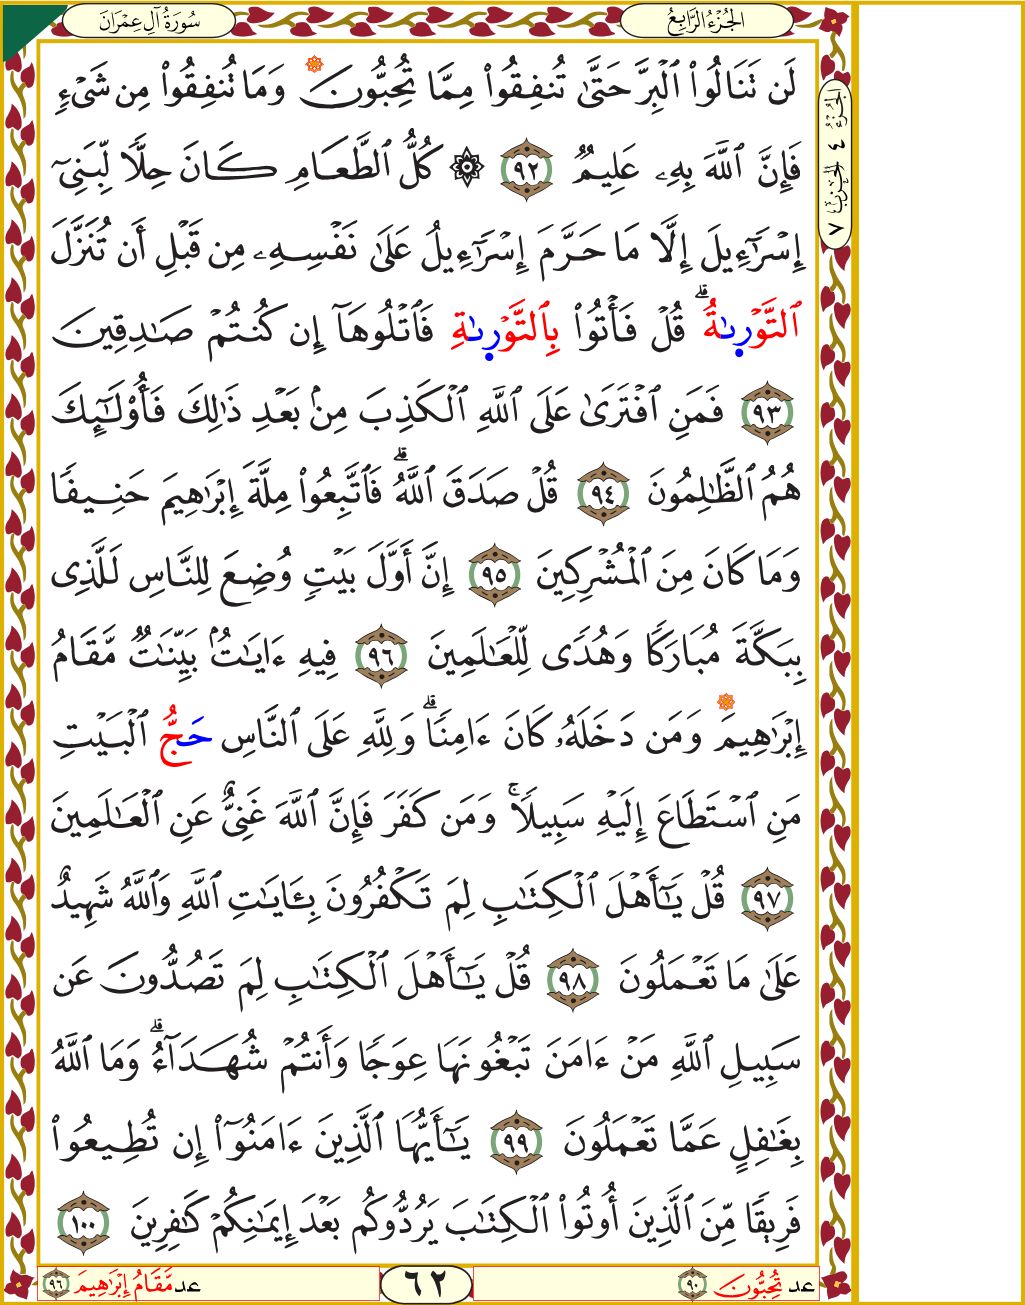 سُورَةُ آلِ عِمْرَانَ
الجُزْءُ الرَّابِعُ
الجزء ٤ الحزب ٧
لَن تَنَالُوا۟ ٱلْبِرَّ حَتَّىٰ تُنفِقُوا۟ مِمَّا تُحِبُّونَ وَمَا تُنفِقُوا۟ مِن شَىْءٍ
فَإِنَّ ٱللَّهَ بِهِۦ عَلِيمٌ ٩٢ ۞ كُلُّ ٱلطَّعَامِ كَانَ حِلًّا لِّبَنِىٓ
إِسْرَٰٓءِيلَ إِلَّا مَا حَرَّمَ إِسْرَٰٓءِيلُ عَلَىٰ نَفْسِهِۦ مِن قَبْلِ أَن تُنَزَّلَ
ٱلتَّوْرِىٰةُ ۗ قُلْ فَأْتُوا۟ بِٱلتَّوْرِىٰةِ فَٱتْلُوهَآ إِن كُنتُمْ صَـٰدِقِينَ
٩٣ فَمَنِ ٱفْتَرَىٰ عَلَى ٱللَّهِ ٱلْكَذِبَ مِنۢ بَعْدِ ذَٰلِكَ فَأُو۟لَـٰٓئِكَ
هُمُ ٱلظَّـٰلِمُونَ ٩٤ قُلْ صَدَقَ ٱللَّهُ ۗ فَٱتَّبِعُوا۟ مِلَّةَ إِبْرَٰهِيمَ حَنِيفًا
وَمَا كَانَ مِنَ ٱلْمُشْرِكِينَ ٩٥ إِنَّ أَوَّلَ بَيْتٍ وُضِعَ لِلنَّاسِ لَلَّذِى
بِبَكَّةَ مُبَارَكًا وَهُدًى لِّلْعَـٰلَمِينَ ٩٦ فِيهِ ءَايَـٰتٌۢ بَيِّنَـٰتٌ مَّقَامُ
إِبْرَٰهِيمَ وَمَن دَخَلَهُۥ كَانَ ءَامِنًا ۗ وَلِلَّهِ عَلَى ٱلنَّاسِ حَجُّ ٱلْبَيْتِ
مَنِ ٱسْتَطَاعَ إِلَيْهِ سَبِيلًا ۚ وَمَن كَفَرَ فَإِنَّ ٱللَّهَ غَنِىٌّ عَنِ ٱلْعَـٰلَمِينَ
٩٧ قُلْ يَـٰٓأَهْلَ ٱلْكِتَـٰبِ لِمَ تَكْفُرُونَ بِـَٔايَـٰتِ ٱللَّهِ وَٱللَّهُ شَهِيدٌ
عَلَىٰ مَا تَعْمَلُونَ ٩٨ قُلْ يَـٰٓأَهْلَ ٱلْكِتَـٰبِ لِمَ تَصُدُّونَ عَن
سَبِيلِ ٱللَّهِ مَنْ ءَامَنَ تَبْغُونَهَا عِوَجًا وَأَنتُمْ شُهَدَآءُ ۗ وَمَا ٱللَّهُ
بِغَـٰفِلٍ عَمَّا تَعْمَلُونَ ٩٩ يَـٰٓأَيُّهَا ٱلَّذِينَ ءَامَنُوٓا۟ إِن تُطِيعُوا۟
فَرِيقًا مِّنَ ٱلَّذِينَ أُوتُوا۟ ٱلْكِتَـٰبَ يَرُدُّوكُم بَعْدَ إِيمَـٰنِكُمْ كَـٰفِرِينَ ١٠٠
عد تُحِبُّونَ ٩٠
٦٢
عد مَّقَامُ إِبْرَٰهِيمَ ٩٦